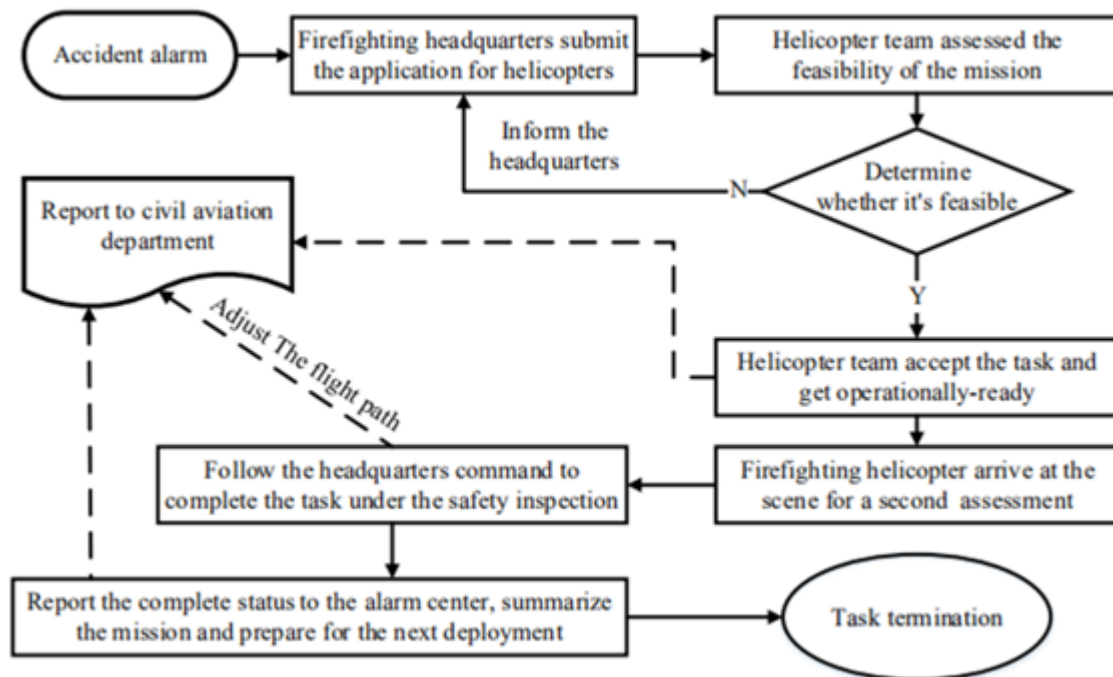 Accident alarm
Firefighting headquarters submit
the application for helicopters
Helicopter team assessed the
feasibility of the mission
Inform the
headquarters
N
Determine
whether it's feasible
Report to civil aviation
department
Y
Adjust The flight path
Helicopter team accept the task and
get operationally-ready
Follow the headquarters command to
complete the task under the safety inspection
Firefighting helicopter arrive at the
scene for a second assessment
Report the complete status to the alarm center, summarize
the mission and prepare for the next deployment
Task termination